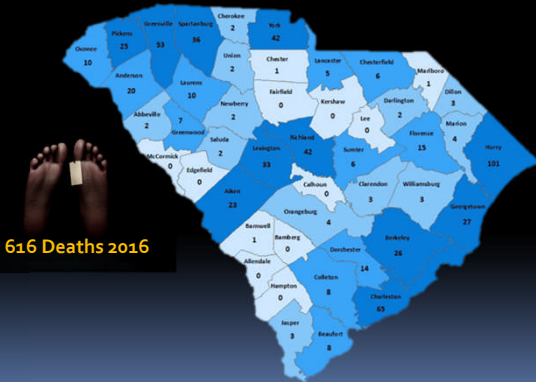 Cherokee
2
York
42
Greenville
53
Spartanburg
36
Pickens
25
Oconee
10
Union
2
Chester
1
Lancaster
5
Chesterfield
6
Marlboro
1
Dillon
3
Anderson
20
Laurens
10
Fairfield
0
Kershaw
0
Darlington
2
Newberry
2
Lee
0
Marion
4
Abbeville
2
7
Greenwood
Florence
15
Saluda
2
Lexington
33
Richland
42
Sumter
6
Horry
101
McCormick
0
Edgefield
0
Calhoun
0
Clarendon
3
Williamsburg
3
Aiken
23
Orangeburg
4
Georgetown
27
Barnwell
1
Bamberg
0
Dorchester
14
Berkeley
26
616 Deaths 2016
Allendale
0
Colleton
8
Hampton
0
Charleston
65
Jasper
3
Beaufort
8